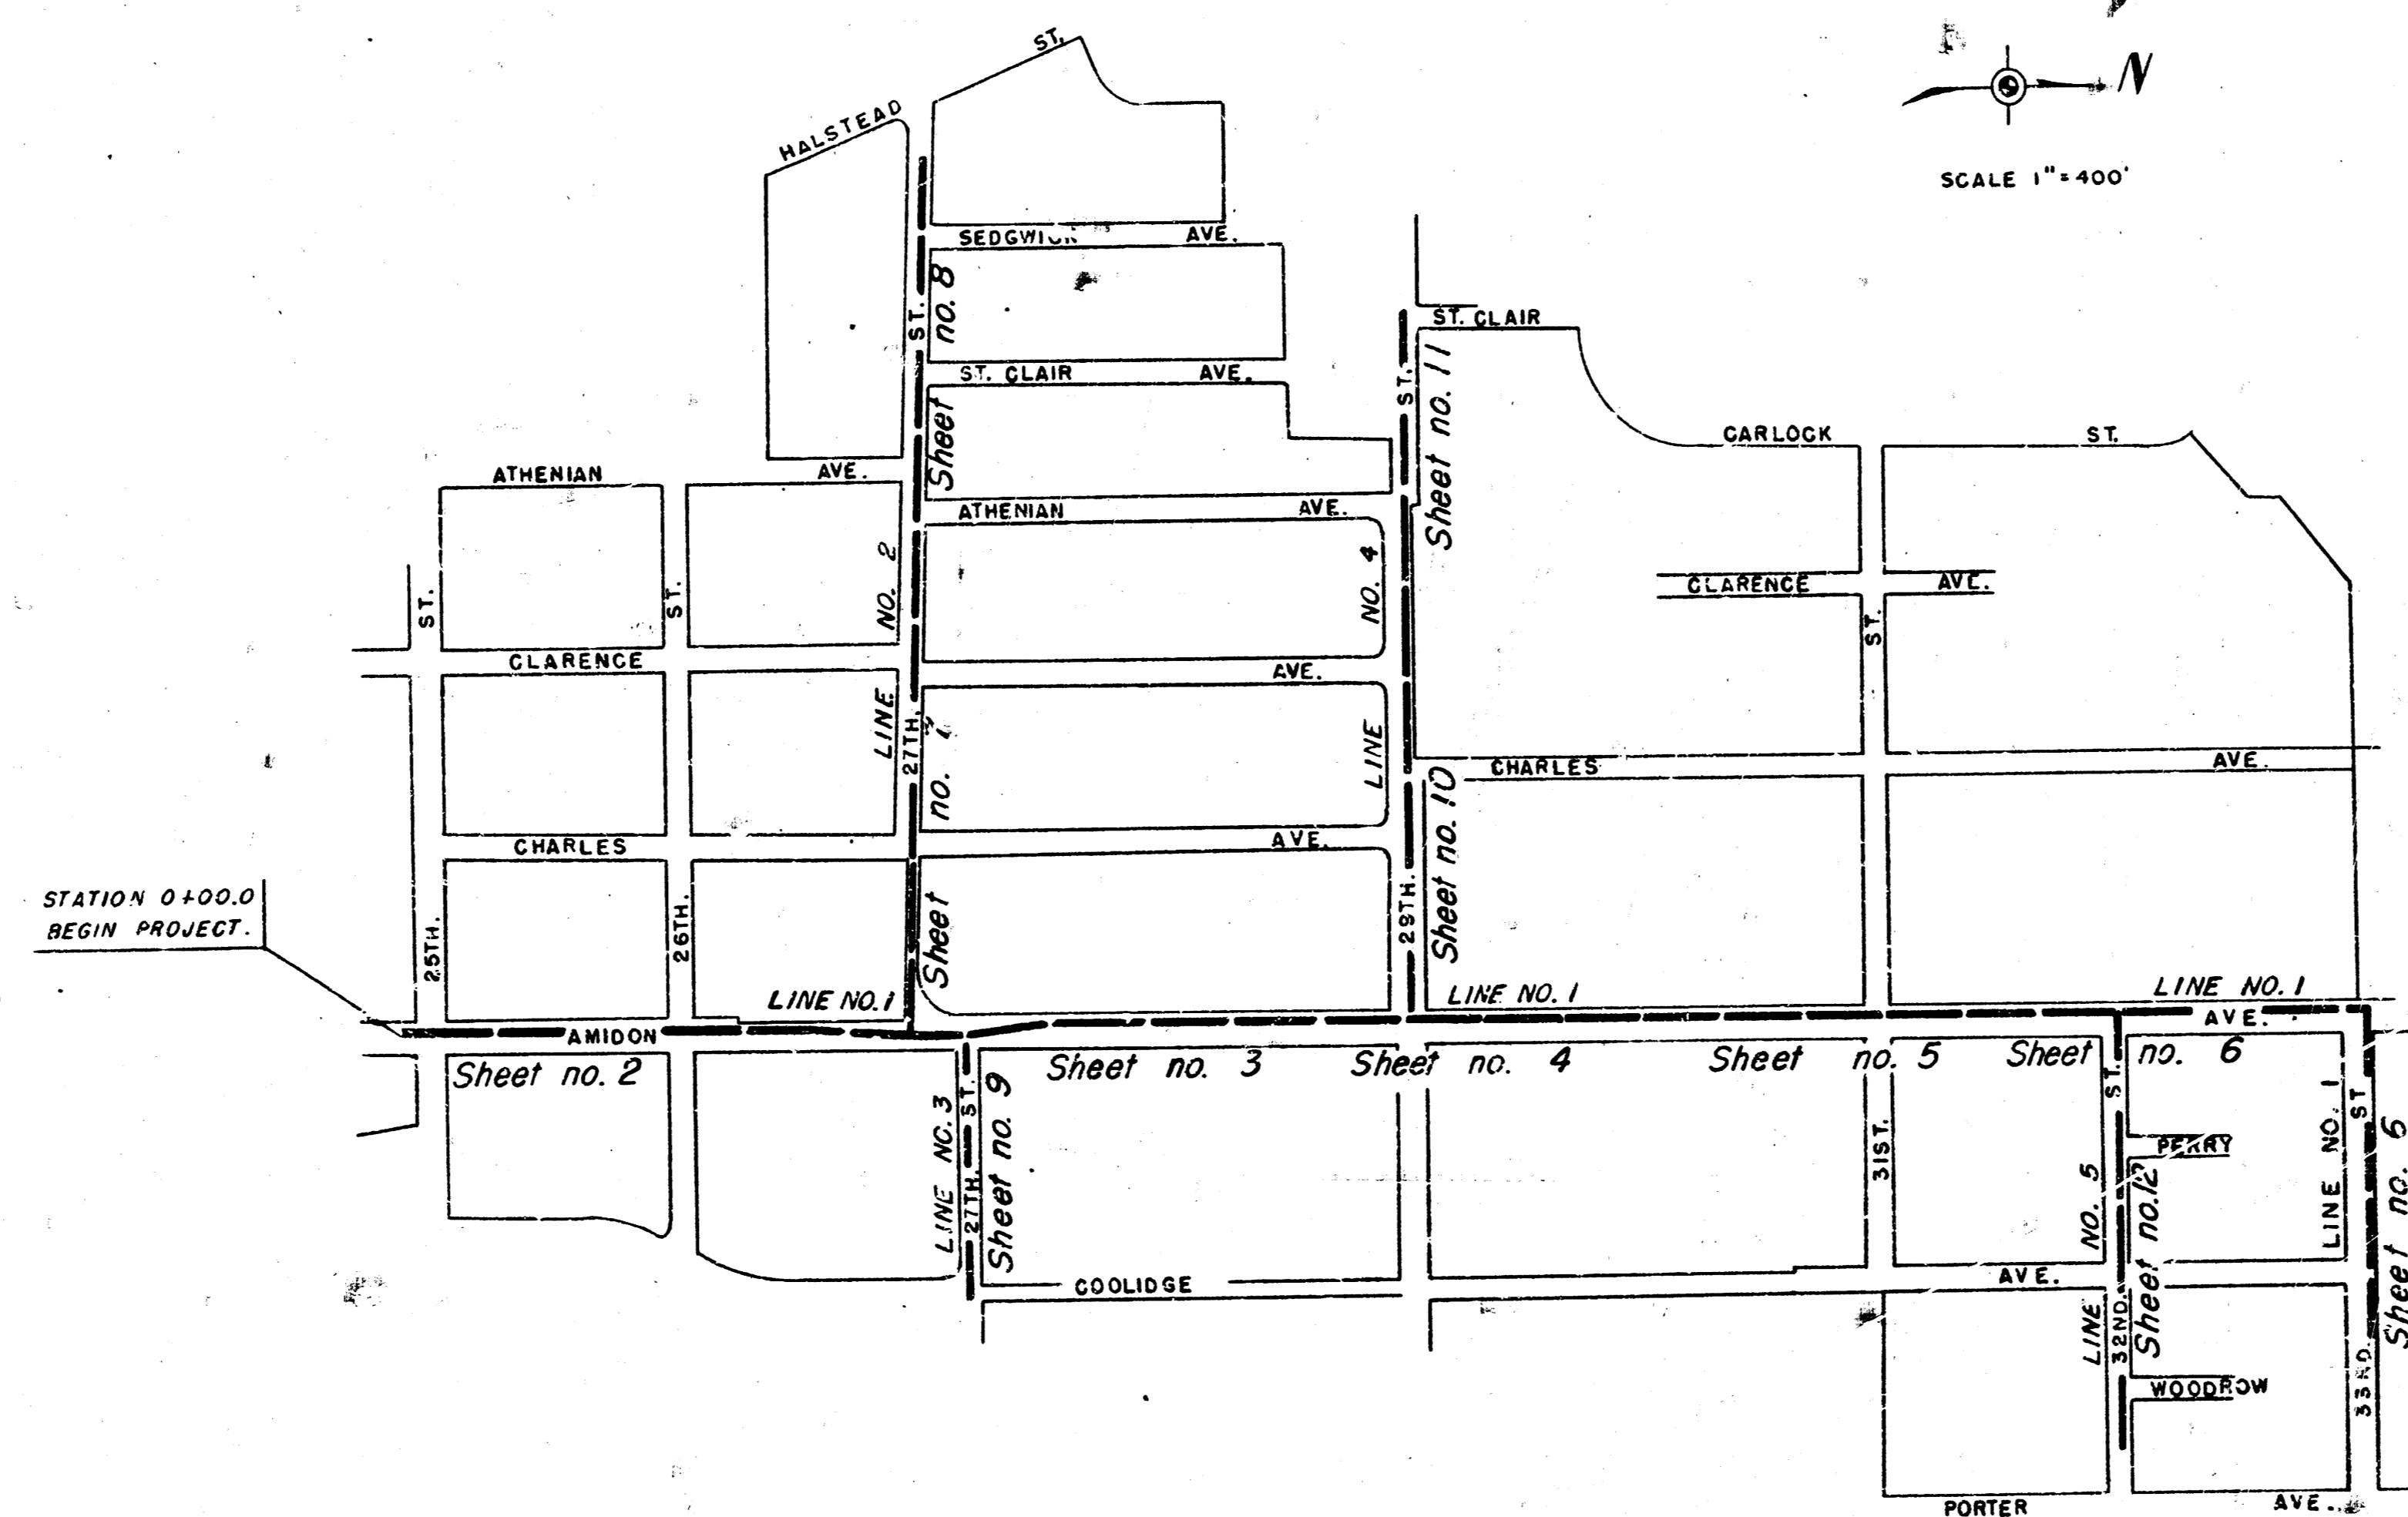 ST.
N
SCALE 1"=400'
HALSTEAD
SEDGWICK AVE.
ST. CLAIR
ST.
Sheet no. 8
ST. CLAIR AVE.
ST.
Sheet no. 11
CARLOCK ST.
ATHENIAN AVE.
ATHENIAN AVE.
LINE NO. 2
LINE NO. 4
CLARENCE AVE.
ST.
ST.
ST.
CLARENCE
AVE.
27TH.
Sheet no.
CHARLES AVE.
Sheet no. 10
CHARLES
AVE.
STATION 0+00.0
BEGIN PROJECT.
25TH.
26TH.
29TH.
LINE NO. 1
LINE NO. 1
LINE NO. 1
AMIDON
AVE.
Sheet no. 2
Sheet no. 3
Sheet no. 4
Sheet no. 5
Sheet no. 6
LINE NO. 3
27TH. ST.
Sheet no. 9
31ST.
LINE NO. 5
32ND. ST.
Sheet no. 12
PERRY
LINE NO. 1
33RD. ST
Sheet no. 6
COOLIDGE AVE.
WOODROW
PORTER AVE.